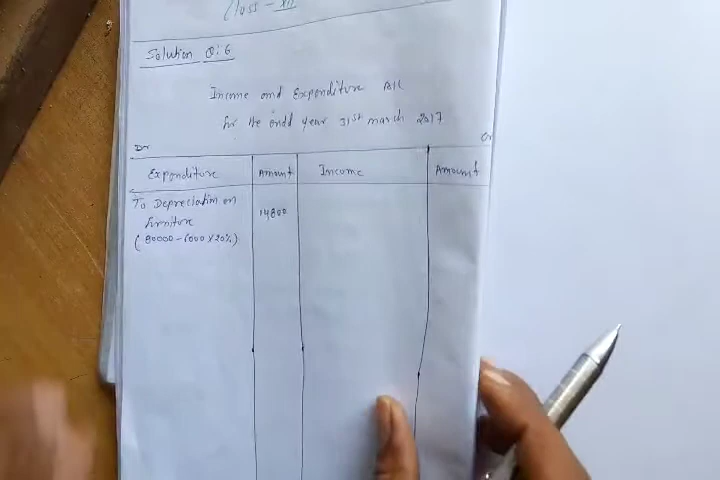 Class - XII
Solution Q: 6
Income and Expenditure A/c
for the endd year 31st march 2017
Dr Cr
Expenditure Amount Income Amount
To Depreciation on
furniture 14800
(80000-6000 X 20%)